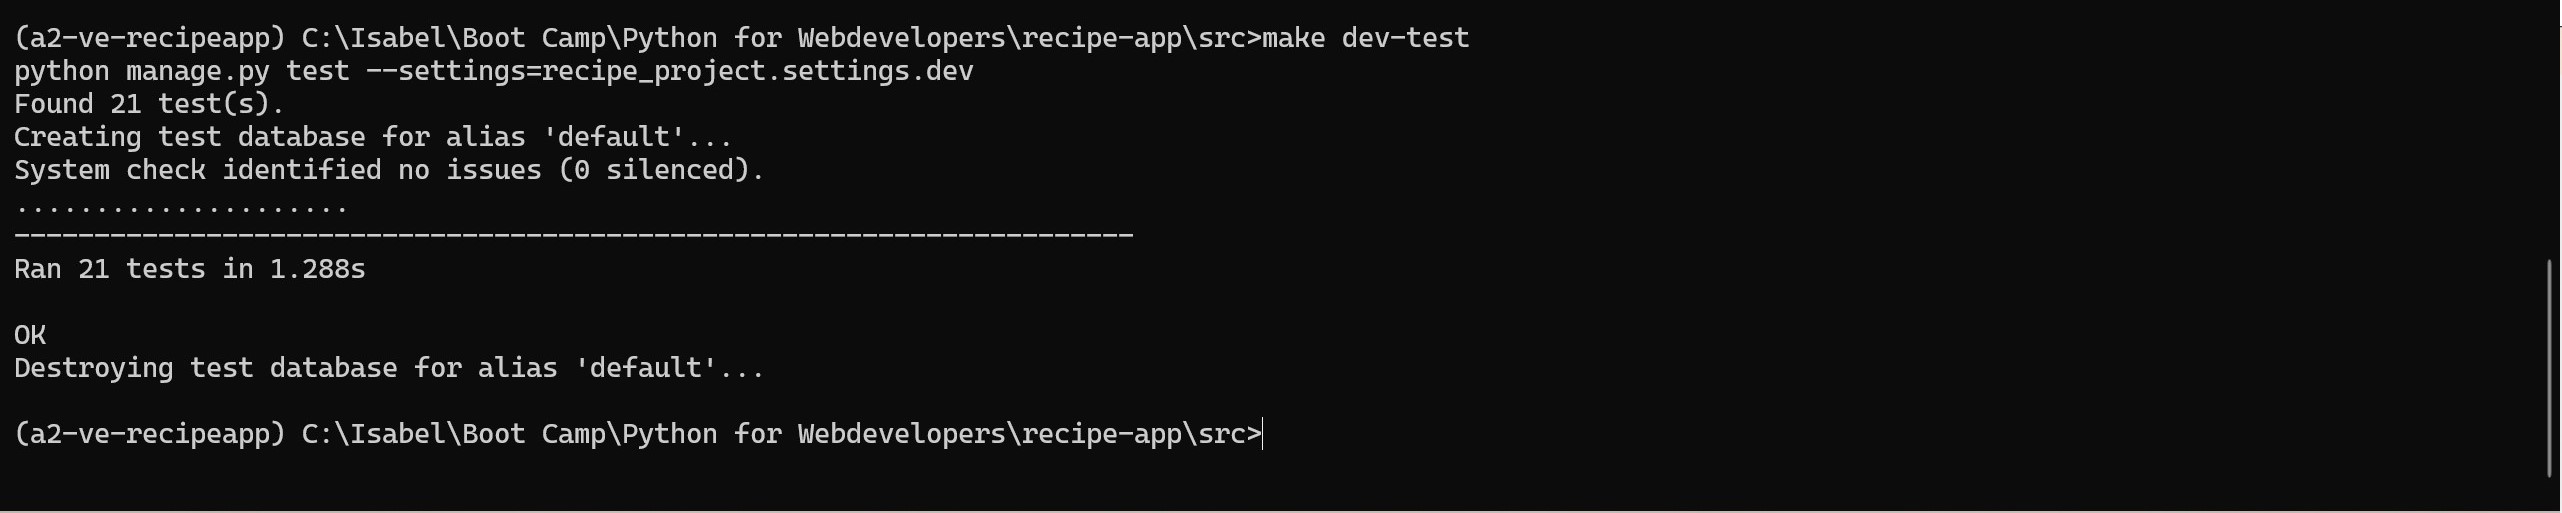 (a2-ve-recipeapp) C:\Isabel\Boot Camp\Python for Webdevelopers\recipe-app\src>make dev-test
python manage.py test --settings=recipe_project.settings.dev
Found 21 test(s).
Creating test database for alias 'default'...
System check identified no issues (0 silenced).
.....................
----------------------------------------------------------------------
Ran 21 tests in 1.288s
OK
Destroying test database for alias 'default'...
(a2-ve-recipeapp) C:\Isabel\Boot Camp\Python for Webdevelopers\recipe-app\src>